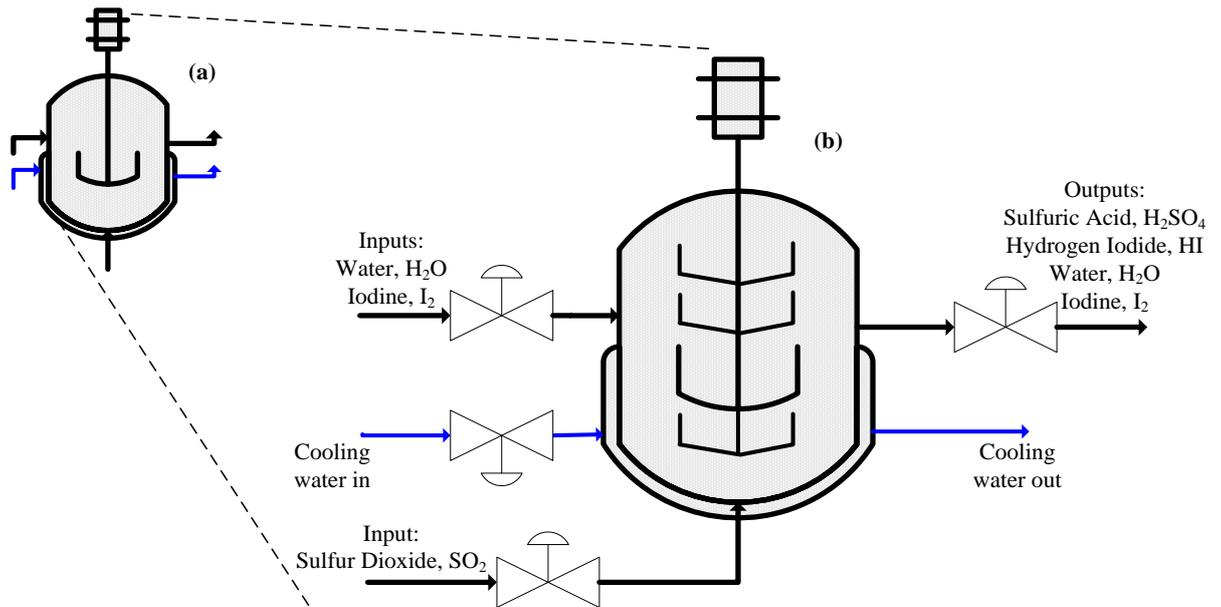 (a)
(b)
Inputs:
Water, H₂O
Iodine, I₂
Outputs:
Sulfuric Acid, H₂SO₄
Hydrogen Iodide, HI
Water, H₂O
Iodine, I₂
Cooling
water in
Cooling
water out
Input:
Sulfur Dioxide, SO₂